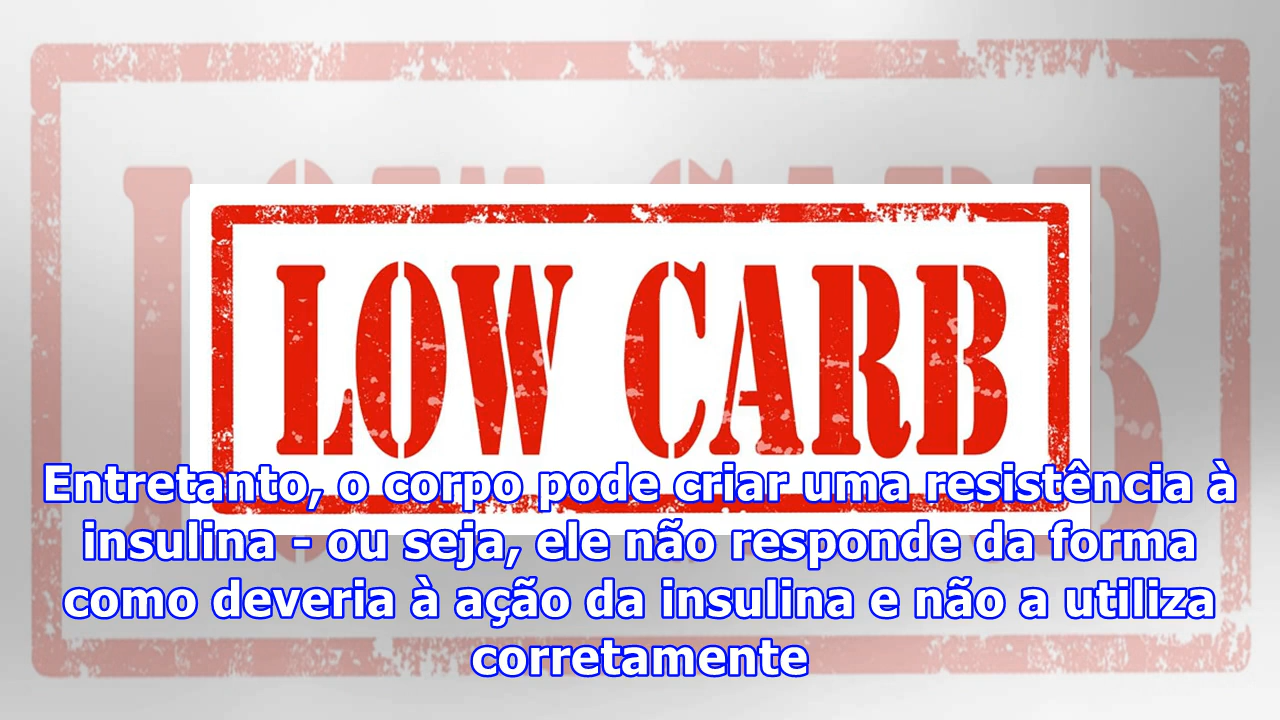 LOW CARB
Entretanto, o corpo pode criar uma resistência à
insulina - ou seja, ele não responde da forma
como deveria à ação da insulina e não a utiliza
corretamente